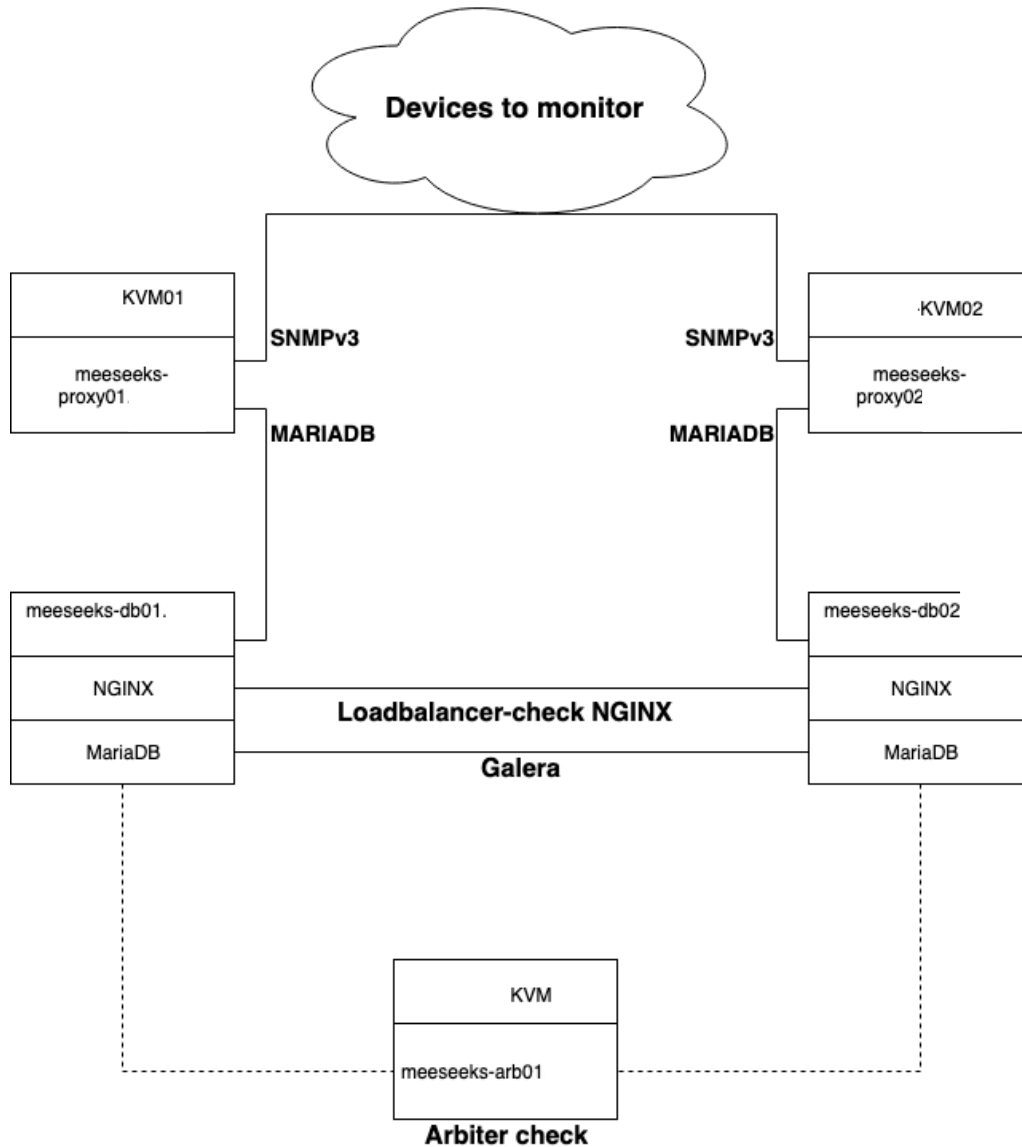 Devices to monitor
KVM01
·KVM02
SNMPv3
SNMPv3
meeseeks-
proxy01.
meeseeks-
proxy02
MARIADB
MARIADB
meeseeks-db01.
meeseeks-db02
NGINX
NGINX
Loadbalancer-check NGINX
MariaDB
MariaDB
Galera
KVM
meeseeks-arb01
Arbiter check